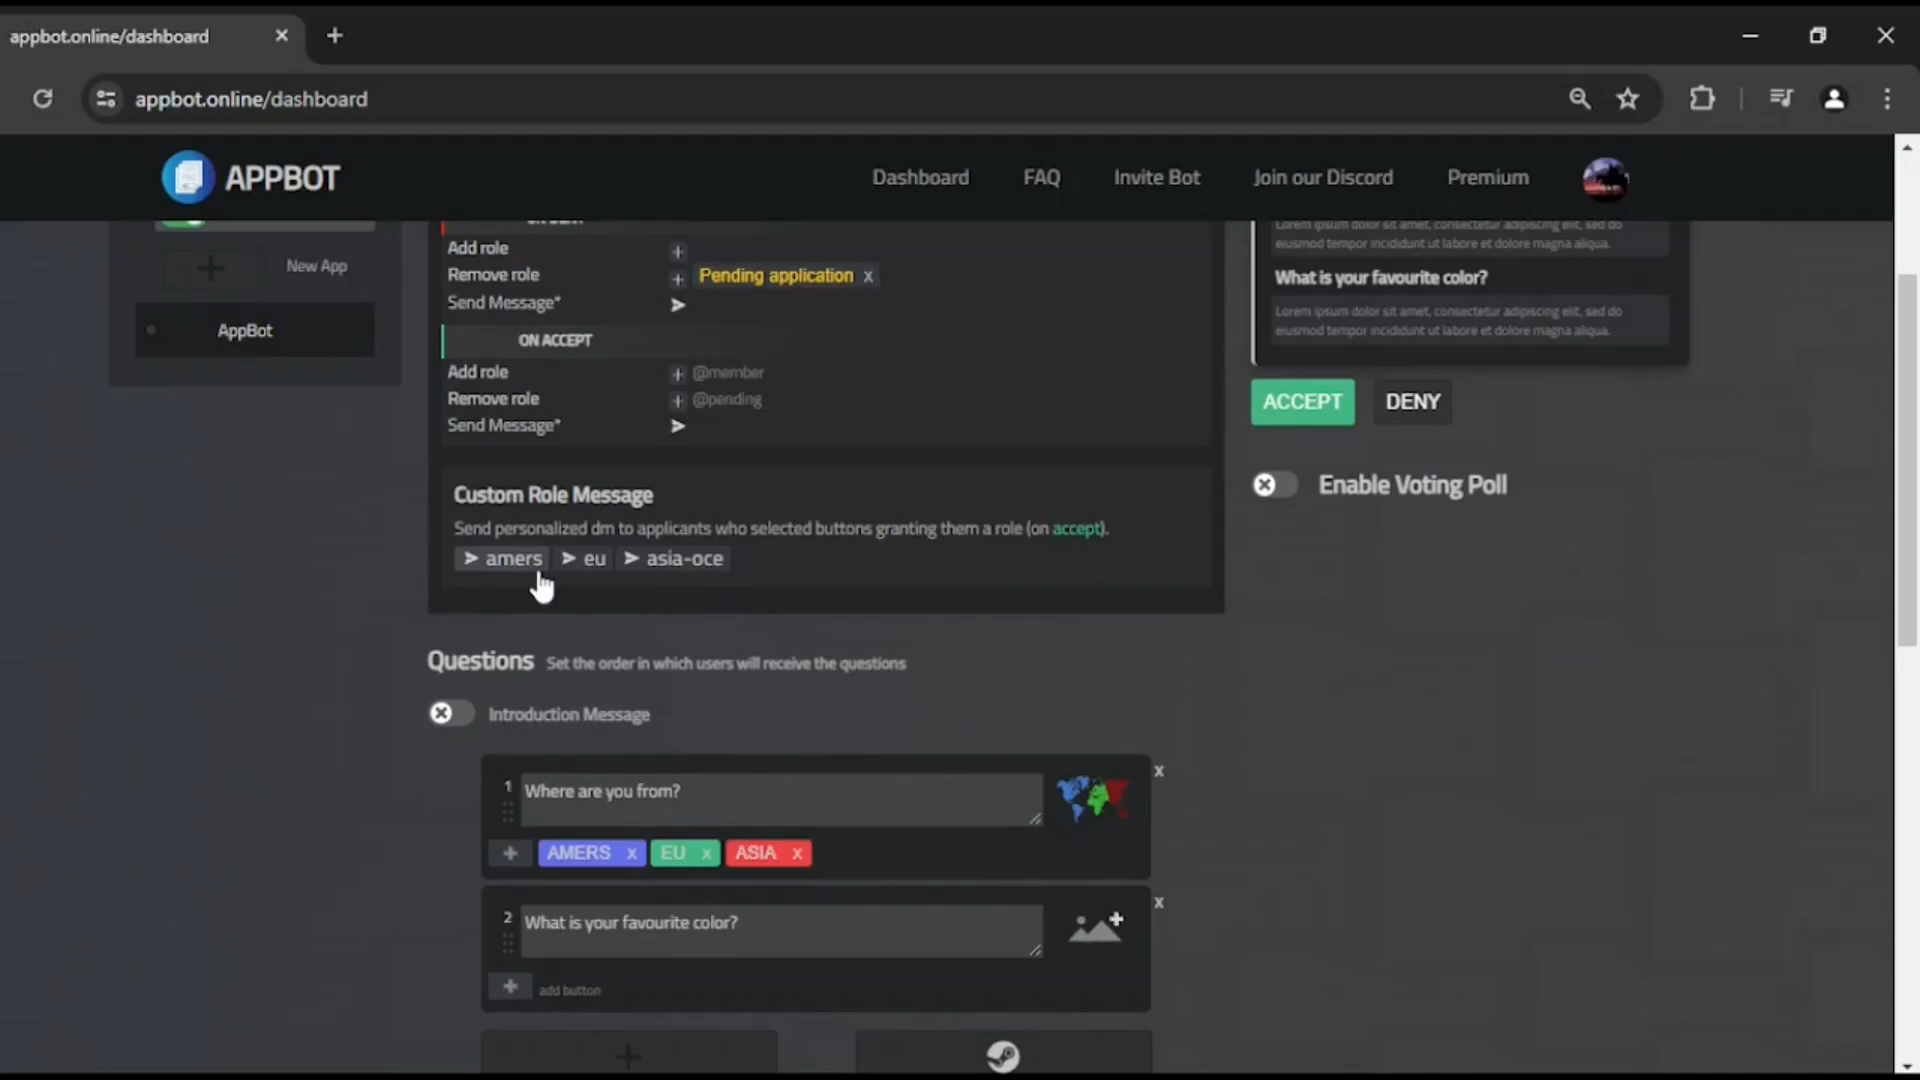 appbot.online/dashboard
appbot.online/dashboard
APPBOT
Dashboard
FAQ
Invite Bot
Join our Discord
Premium
New App
AppBot
Add role
Remove role
Pending application x
Send Message*
ON ACCEPT
Add role
@member
Remove role
@pending
Send Message*
Custom Role Message
Send personalized dm to applicants who selected buttons granting them a role (on accept).
amers
eu
asia-oce
Questions Set the order in which users will receive the questions
Introduction Message
1
Where are you from?
x
AMERS x
EU x
ASIA x
2
What is your favourite color?
x
add button
Lorem ipsum dolor sit amet, consectetur adipiscing elit, sed do
eiusmod tempor incididunt ut labore et dolore magna aliqua.
What is your favourite color?
Lorem ipsum dolor sit amet, consectetur adipiscing elit, sed do
eiusmod tempor incididunt ut labore et dolore magna aliqua.
ACCEPT
DENY
Enable Voting Poll